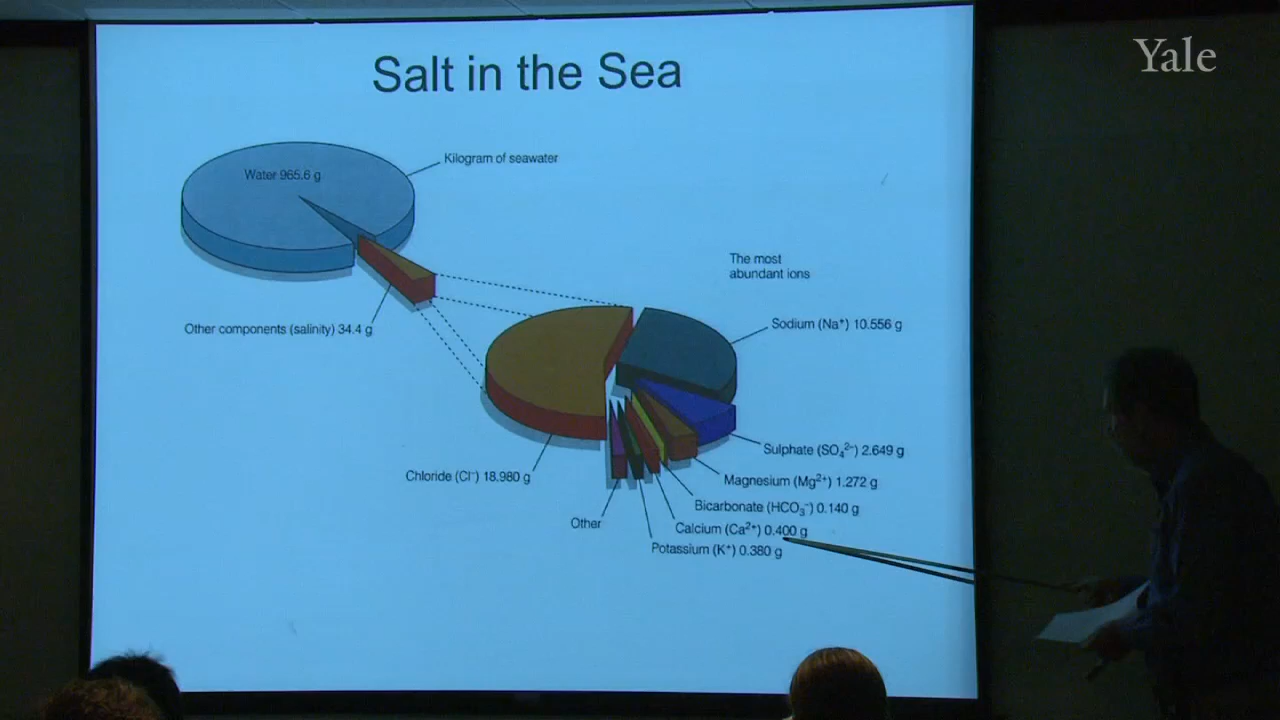 Yale
Salt in the Sea
Kilogram of seawater
Water 965.6 g
The most
abundant ions
Other components (salinity) 34.4 g
Sodium (Na⁺) 10.556 g
Sulphate (SO₄²⁻) 2.649 g
Chloride (Cl⁻) 18.980 g
Magnesium (Mg²⁺) 1.272 g
Bicarbonate (HCO₃⁻) 0.140 g
Other
Calcium (Ca²⁺) 0.400 g
Potassium (K⁺) 0.380 g